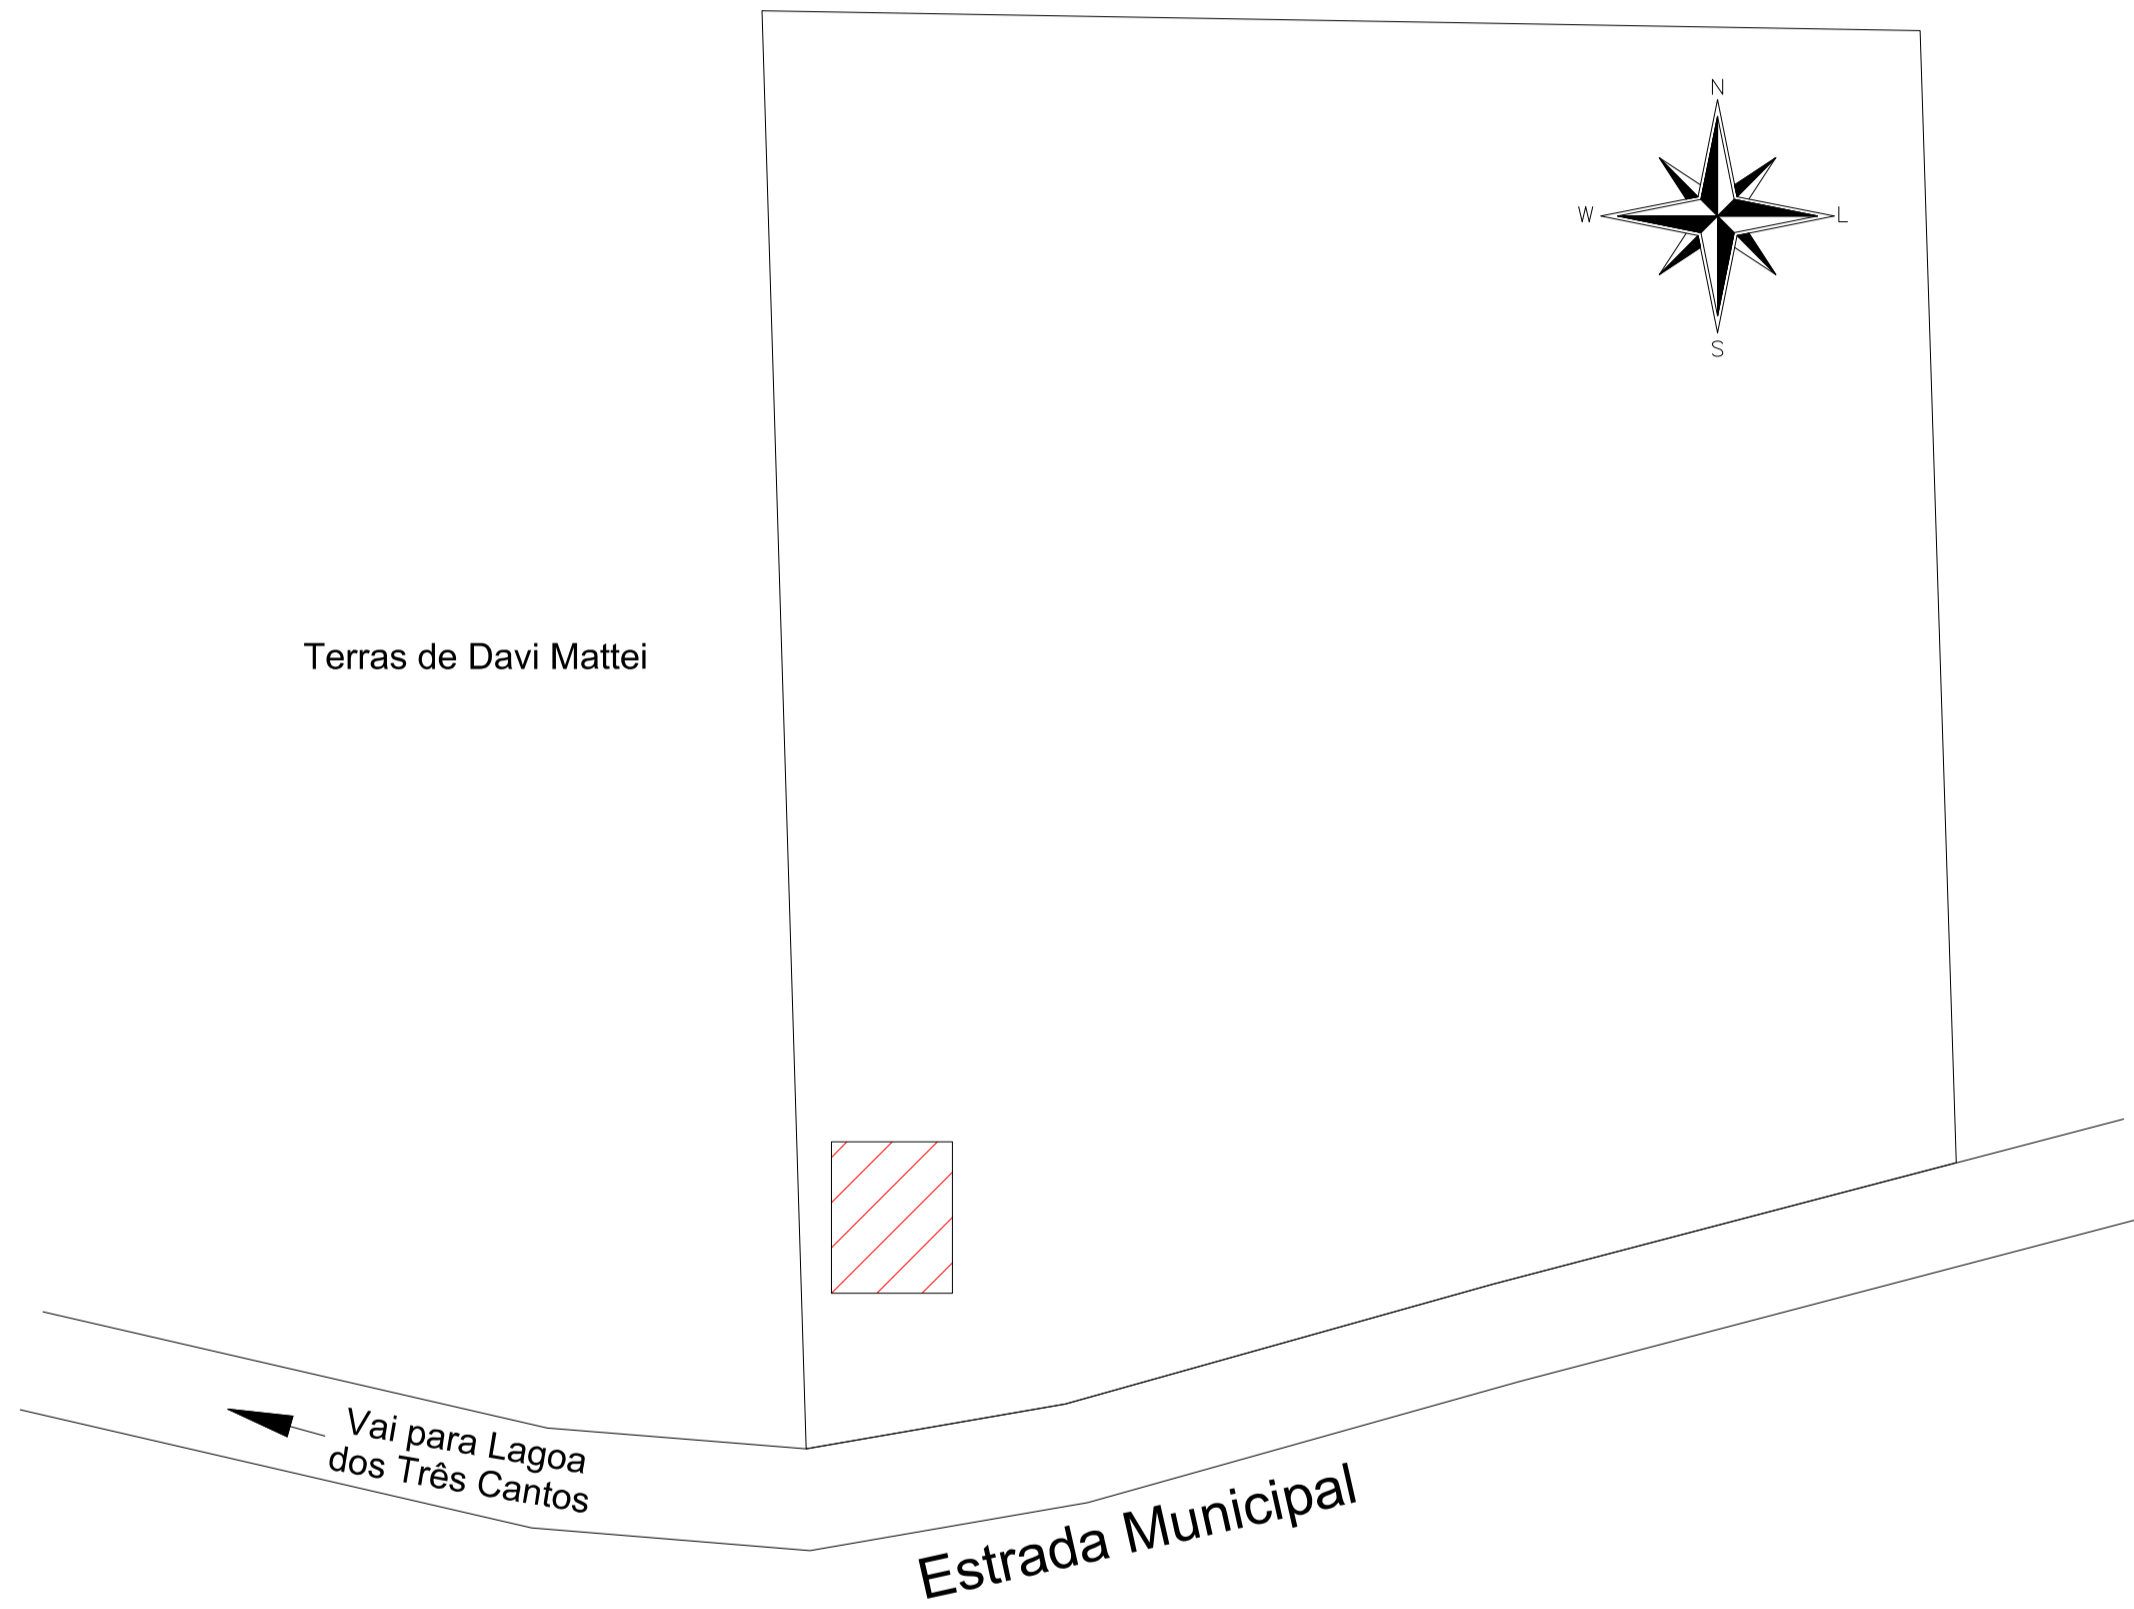 N
W
L
S
Terras de Davi Mattei
Vai para Lagoa
dos Três Cantos
Estrada Municipal